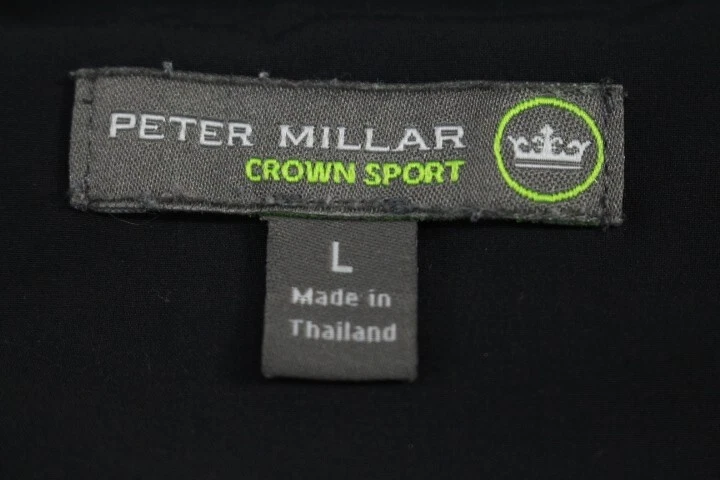 PETER MILLAR
CROWN SPORT
L
Made in
Thailand